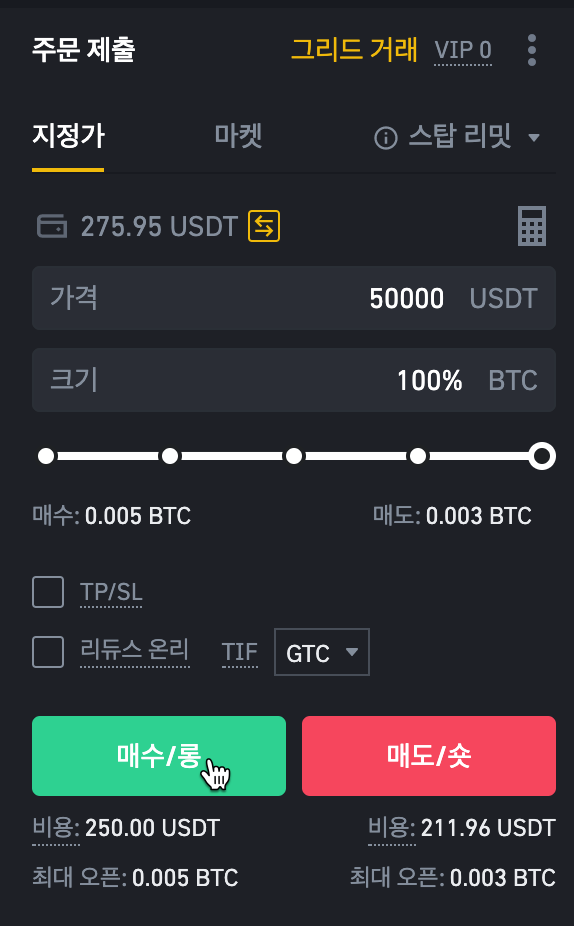 주문 제출 그리드 거래 VIP 0
지정가 마켓 스탑 리밋
275.95 USDT
가격 50000 USDT
크기 100% BTC
매수: 0.005 BTC 매도: 0.003 BTC
TP/SL
리듀스 온리 TIF GTC
매수/롱 매도/숏
비용: 250.00 USDT 비용: 211.96 USDT
최대 오픈: 0.005 BTC 최대 오픈: 0.003 BTC